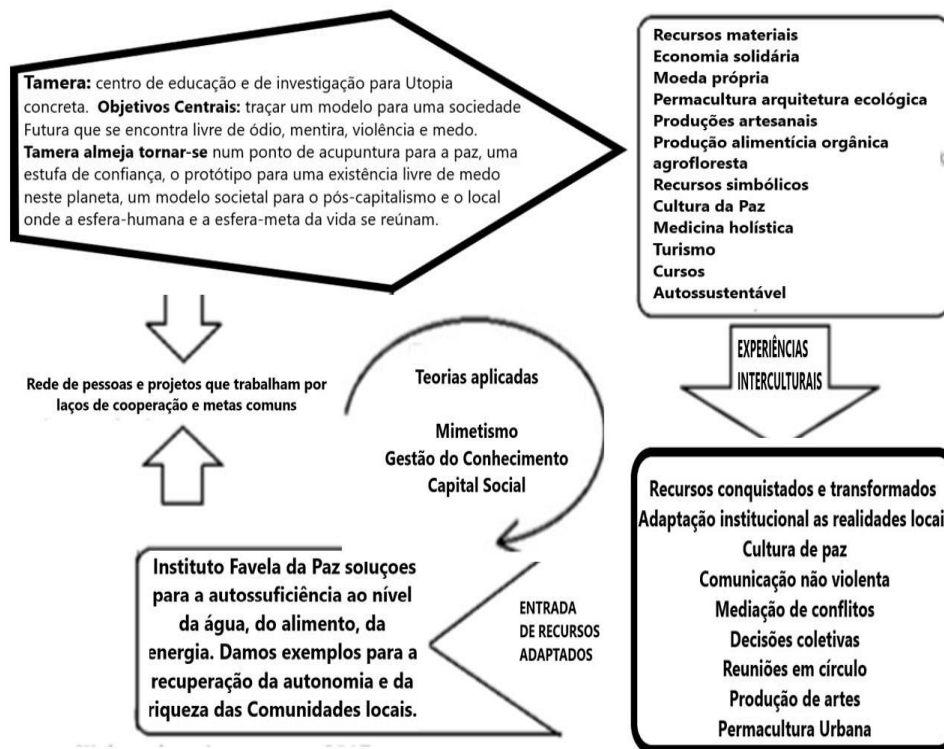 Tamera: centro de educação e de investigação para Utopia
concreta. Objetivos Centrais: traçar um modelo para uma sociedade
Futura que se encontra livre de ódio, mentira, violência e medo.
Tamera almeja tornar-se num ponto de acupuntura para a paz, uma
estufa de confiança, o protótipo para uma existência livre de medo
neste planeta, um modelo societal para o pós-capitalismo e o local
onde a esfera-humana e a esfera-meta da vida se reúnam.
Recursos materiais
Economia solidária
Moeda própria
Permacultura arquitetura ecológica
Produções artesanais
Produção alimentícia orgânica
agrofloresta
Recursos simbólicos
Cultura da Paz
Medicina holística
Turismo
Cursos
Autossustentável
Rede de pessoas e projetos que trabalham por
laços de cooperação e metas comuns
Teorias aplicadas
Mimetismo
Gestão do Conhecimento
Capital Social
EXPERIÊNCIAS
INTERCULTURAIS
Recursos conquistados e transformados
Adaptação institucional as realidades locai
Cultura de paz
Comunicação não violenta
Mediação de conflitos
Decisões coletivas
Reuniões em círculo
Produção de artes
Permacultura Urbana
Instituto Favela da Paz soluçoes
para a autossuficiência ao nível
da água, do alimento, da
energia. Damos exemplos para a
recuperação da autonomia e da
riqueza das Comunidades locais.
ENTRADA
DE RECURSOS
ADAPTADOS